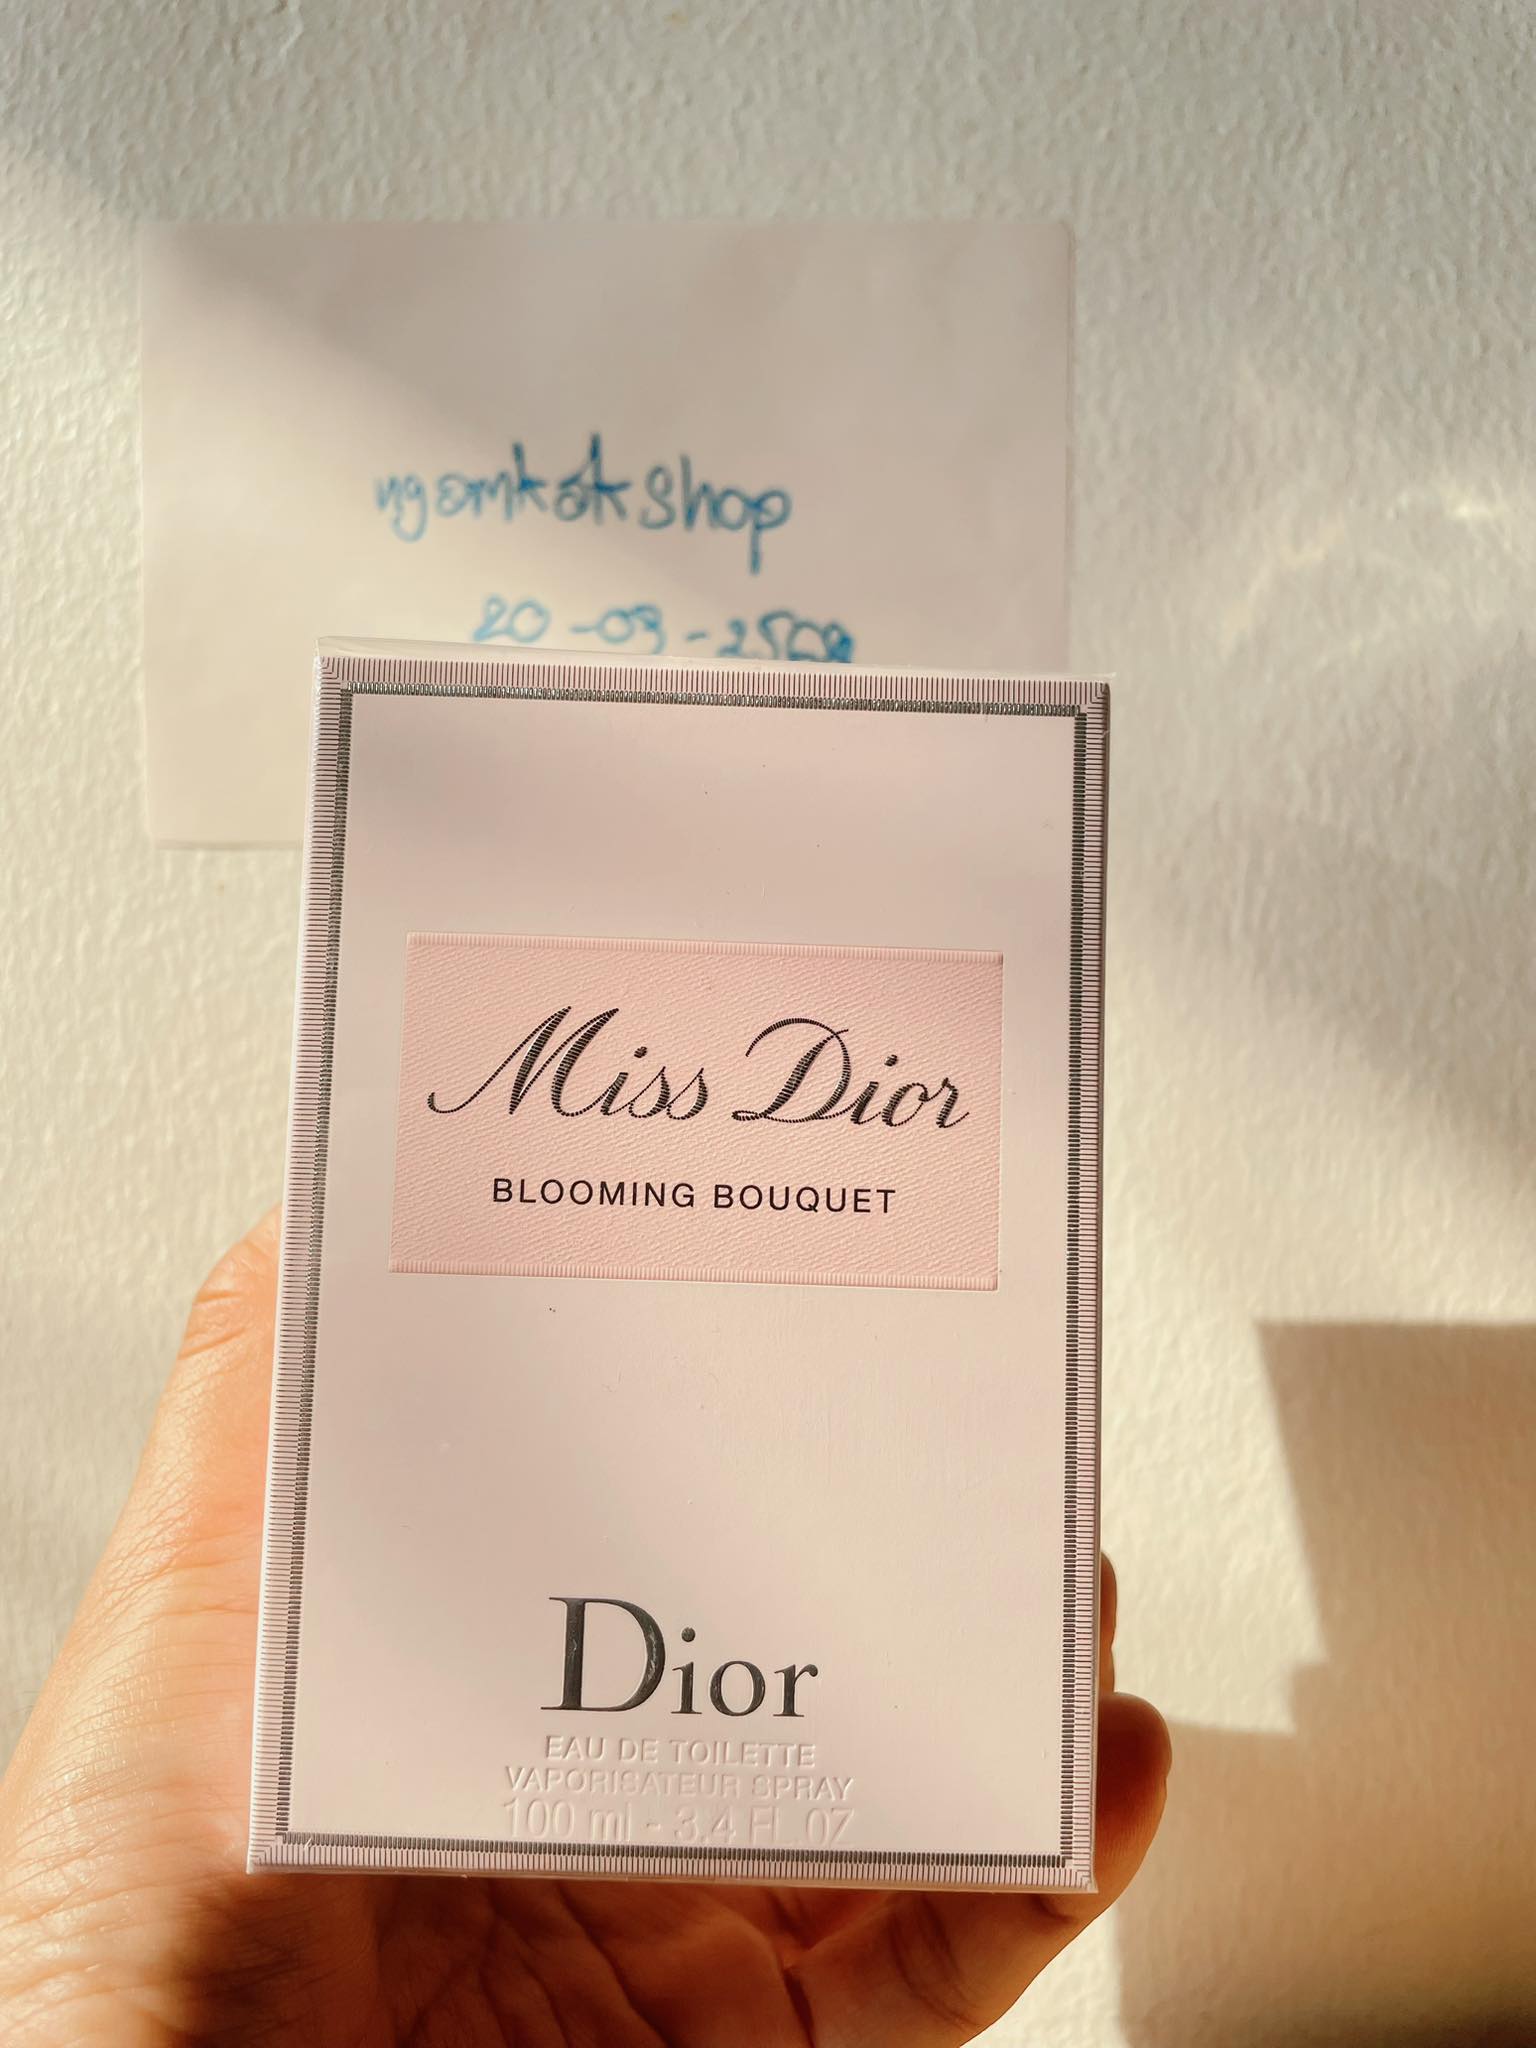 ngamkakshop
20-03-2568
Miss Dior
BLOOMING BOUQUET
Dior
EAU DE TOILETTE
VAPORISATEUR SPRAY
100 ml - 3.4 FL.OZ